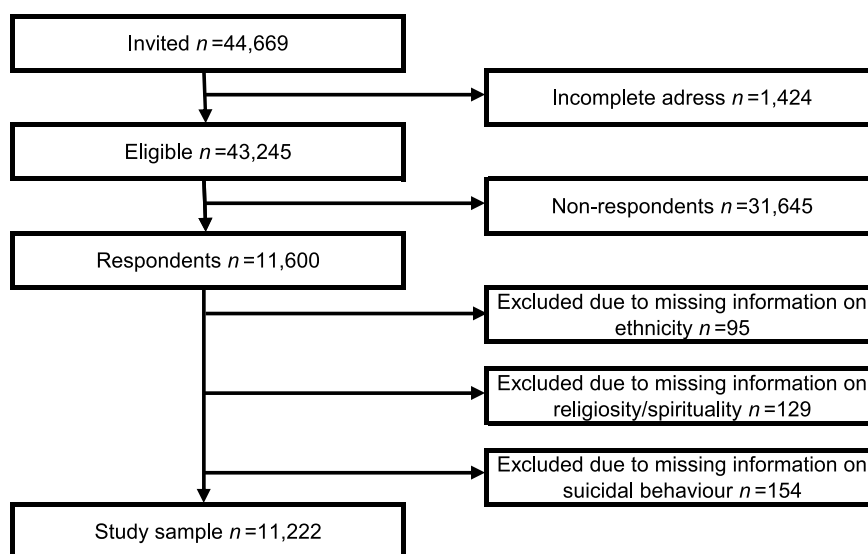 Invited n=44,669
Incomplete adress n=1,424
Eligible n=43,245
Non-respondents n=31,645
Respondents n=11,600
Excluded due to missing information on
ethnicity n=95
Excluded due to missing information on
religiosity/spirituality n=129
Excluded due to missing information on
suicidal behaviour n=154
Study sample n=11,222